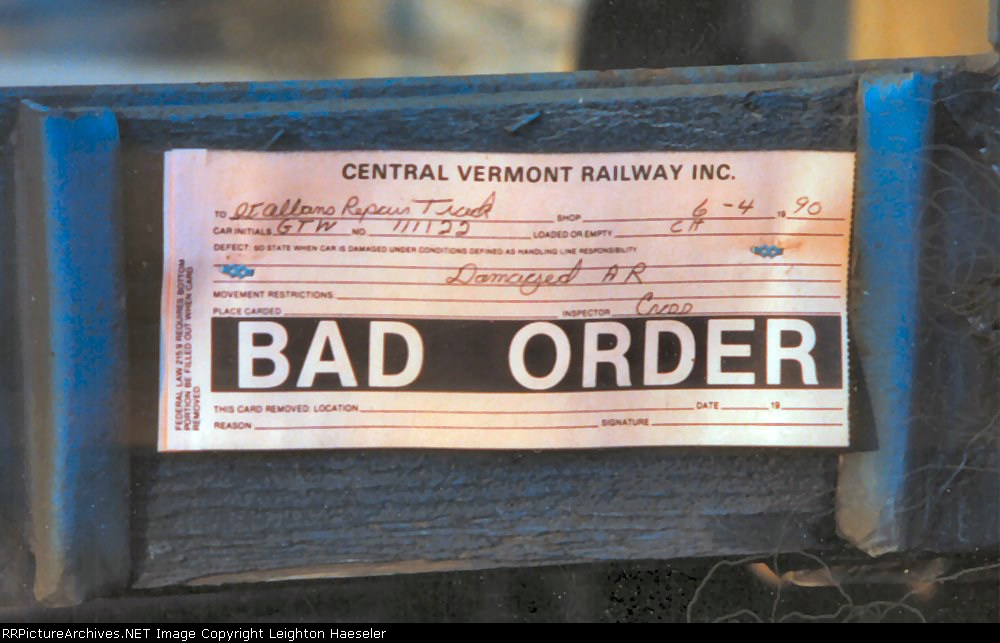 CENTRAL VERMONT RAILWAY INC.
TO St albans Repair Track SHOP 6-4 19 90
CAR INITIALS GTW NO. 111122 LOADED OR EMPTY
DEFECT: SO STATE WHEN CAR IS DAMAGED UNDER CONDITIONS DEFINED AS HANDLING LINE RESPONSIBILITY
Damaged AR
MOVEMENT RESTRICTIONS
PLACE CARDED INSPECTOR
BAD ORDER
THIS CARD REMOVED: LOCATION DATE 19
REASON SIGNATURE
FEDERAL LAW 215.9 REQUIRES BOTTOM
PORTION BE FILLED OUT WHEN CARD
REMOVED
RRPictureArchives.NET Image Copyright Leighton Haeseler